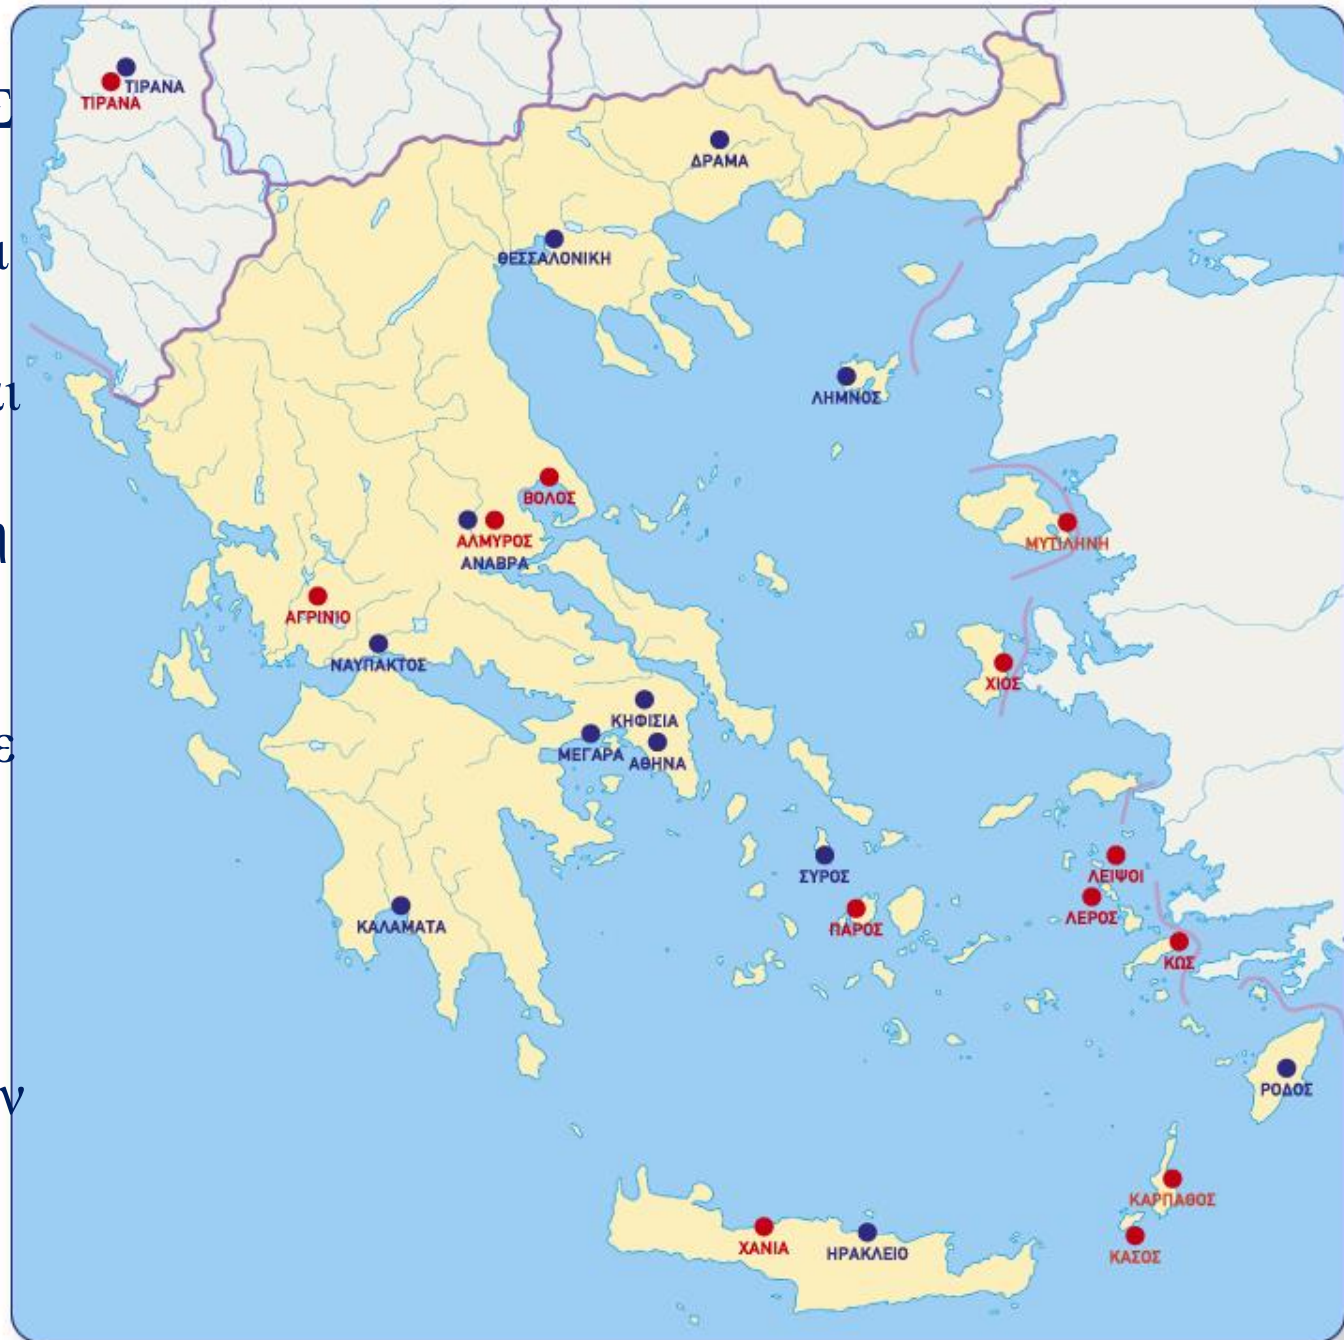 ΤΙΡΑΝΑ
ΤΙΡΑΝΑ
Ε
ΔΡΑΜΑ
ι
ΘΕΣΣΑΛΟΝΙΚΗ
ι
ΛΗΜΝΟΣ
ΒΟΛΟΣ
ΑΛΜΥΡΟΣ
ΜΥΤΙΛΗΝΗ
ΑΝΑΒΡΑ
ΑΓΡΙΝΙΟ
ΝΑΥΠΑΚΤΟΣ
ΧΙΟΣ
ΚΗΦΙΣΙΑ
ε
ΜΕΓΑΡΑ
ΑΘΗΝΑ
ΣΥΡΟΣ
ΛΕΙΨΟΙ
ΛΕΡΟΣ
ΚΑΛΑΜΑΤΑ
ΠΑΡΟΣ
ΚΩΣ
ΡΟΔΟΣ
ν
ΚΑΡΠΑΘΟΣ
ΧΑΝΙΑ
ΗΡΑΚΛΕΙΟ
ΚΑΣΟΣ